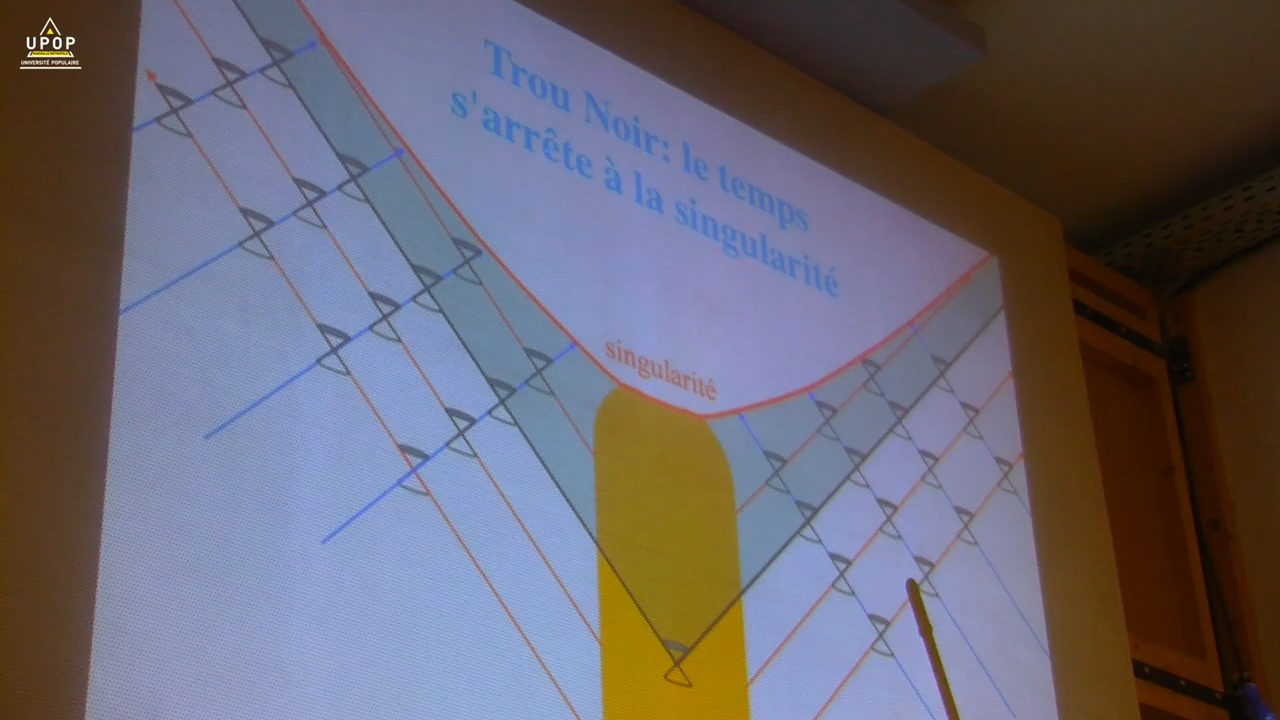 UPOP
UNIVERSITÉ POPULAIRE
Trou Noir: le temps
s'arrête à la singularité
singularité